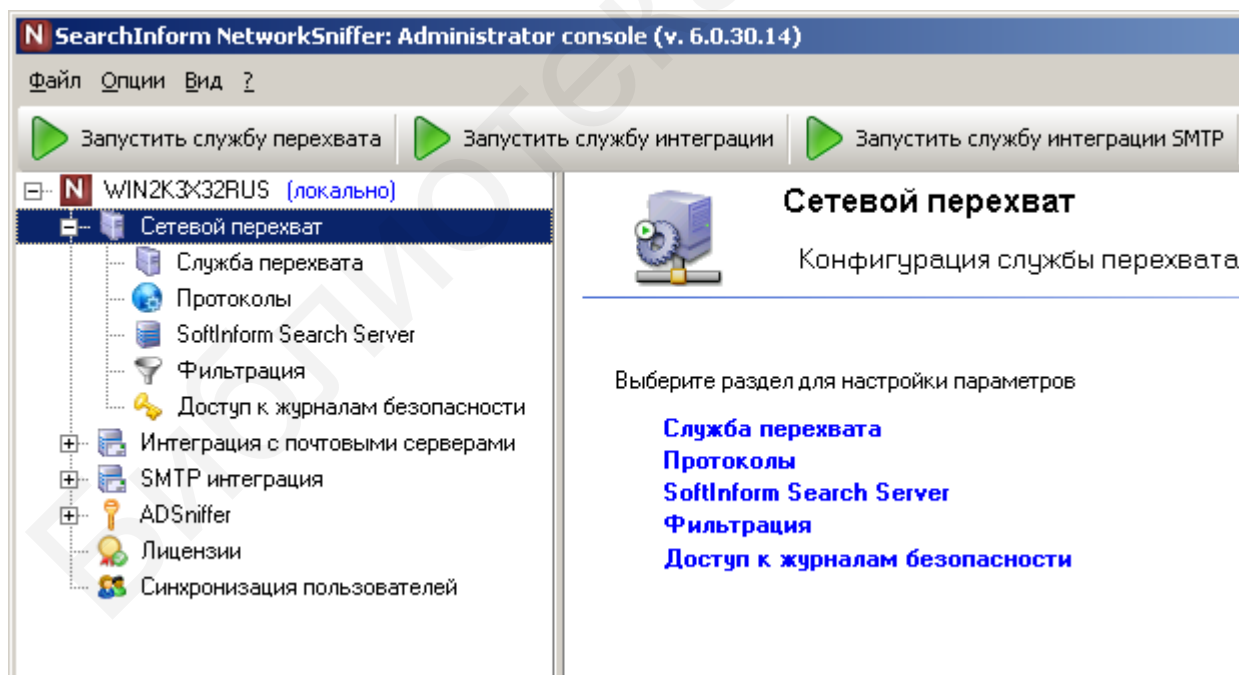 SearchInform NetworkSniffer: Administrator console (v. 6.0.30.14)
Файл Опции Вид ?
Запустить службу перехвата Запустить службу интеграции Запустить службу интеграции SMTP
WIN2K3X32RUS (локально)
Сетевой перехват
Служба перехвата
Протоколы
SoftInform Search Server
Фильтрация
Доступ к журналам безопасности
Интеграция с почтовыми серверами
SMTP интеграция
ADSniffer
Лицензии
Синхронизация пользователей
Сетевой перехват
Конфигурация службы перехвата
Выберите раздел для настройки параметров
Служба перехвата
Протоколы
SoftInform Search Server
Фильтрация
Доступ к журналам безопасности
Библиотека